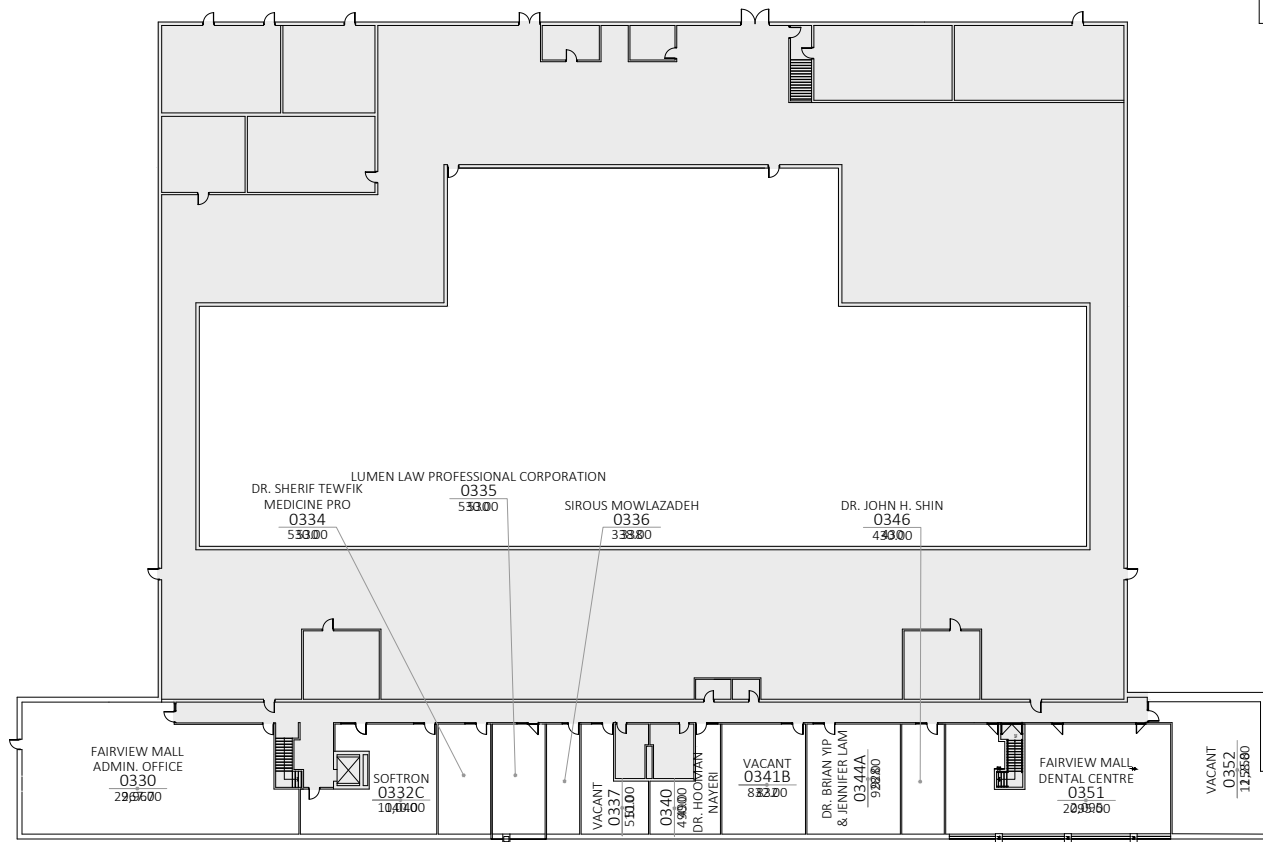 LUMEN LAW PROFESSIONAL CORPORATION
0335
DR. SHERIF TEWFIK
MEDICINE PRO
0334
SIROUS MOWLAZADEH
0336
DR. JOHN H. SHIN
0346
FAIRVIEW MALL
ADMIN. OFFICE
0330
SOFTRON
0332C
VACANT
0337
0340
DR. HOOMAN
NAYERI
VACANT
0341B
DR. BRIAN YIP
& JENNIFER LAM
0344A
FAIRVIEW MALL
DENTAL CENTRE
0351
VACANT
0352